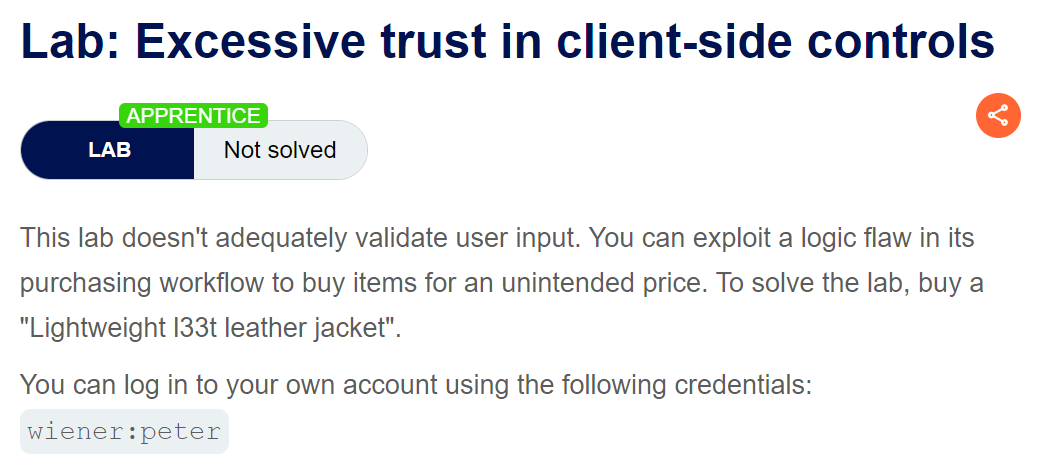 Lab: Excessive trust in client-side controls
APPRENTICE
LAB Not solved
This lab doesn't adequately validate user input. You can exploit a logic flaw in its
purchasing workflow to buy items for an unintended price. To solve the lab, buy a
"Lightweight l33t leather jacket".
You can log in to your own account using the following credentials:
wiener:peter